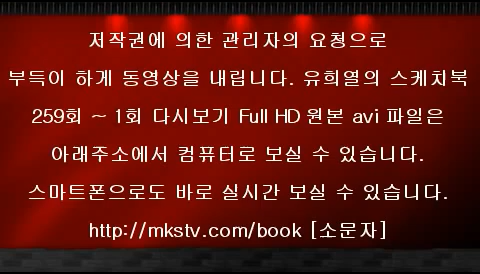 저작권에 의한 관리자의 요청으로
부득이 하게 동영상을 내립니다. 유희열의 스케치북
259회 ~ 1회 다시보기 Full HD 원본 avi 파일은
아래주소에서 컴퓨터로 보실 수 있습니다.
스마트폰으로도 바로 실시간 보실 수 있습니다.
http://mkstv.com/book [소문자]